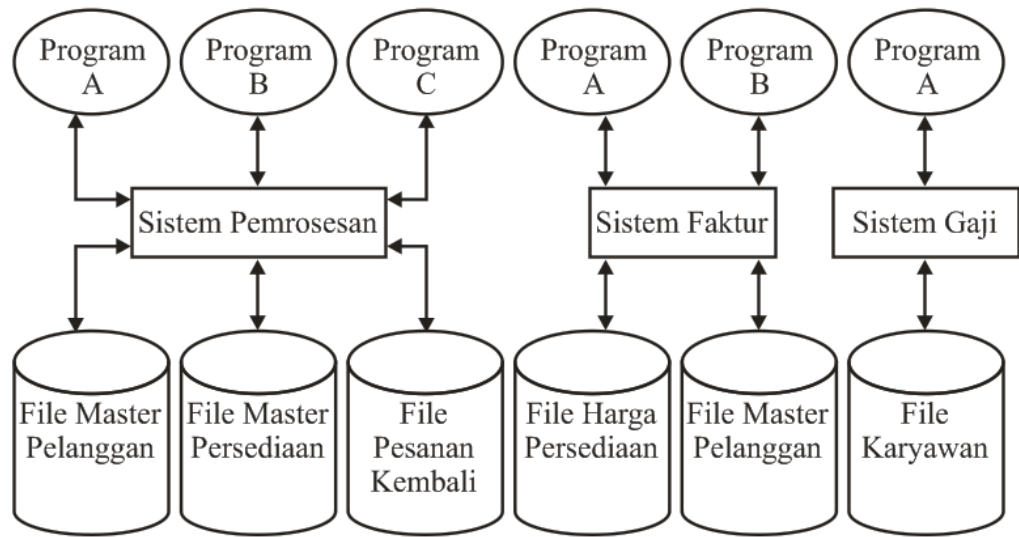 Program
A
Program
B
Program
C
Program
A
Program
B
Program
A
Sistem Pemrosesan
Sistem Faktur
Sistem Gaji
File Master
Pelanggan
File Master
Persediaan
File
Pesanan
Kembali
File Harga
Persediaan
File Master
Pelanggan
File
Karyawan